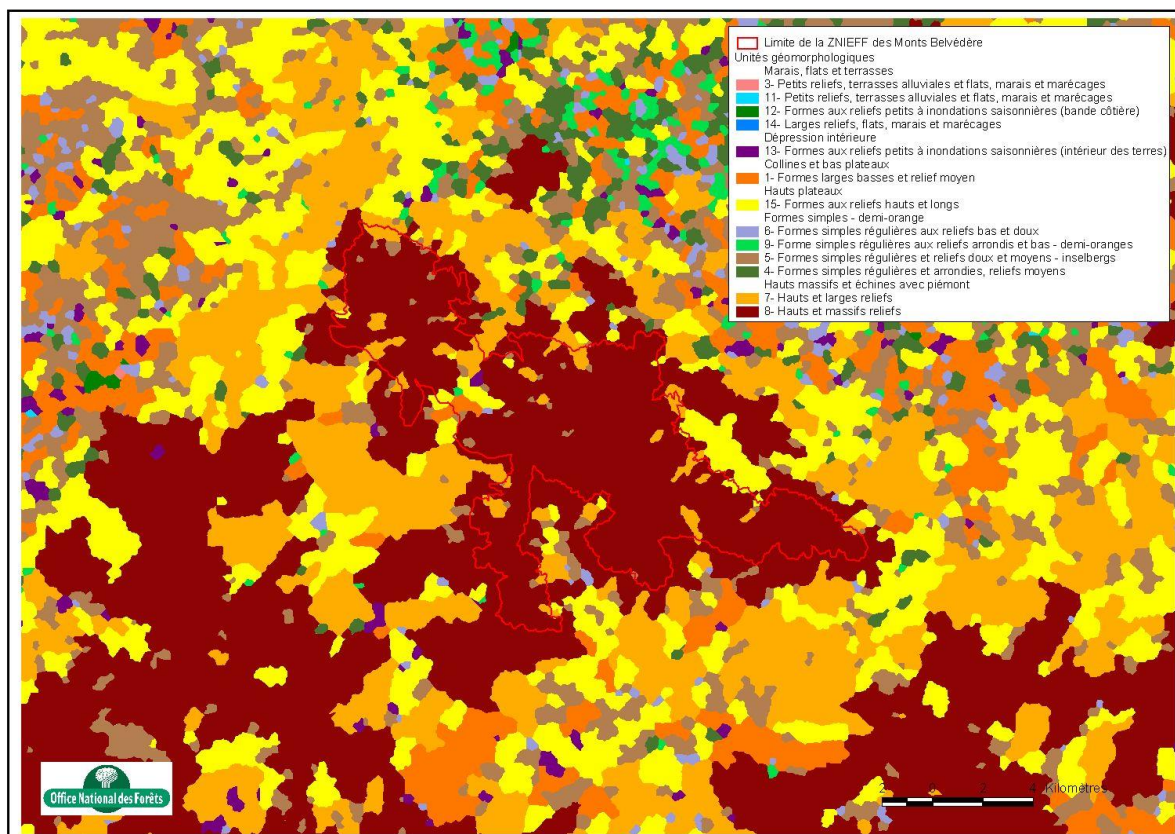 Limite de la ZNIEFF des Monts Belvédère
Unités géomorphologiques
Marais, flats et terrasses
3- Petits reliefs, terrasses alluviales et flats, marais et marécages
11- Petits reliefs, terrasses alluviales et flats, marais et marécages
12- Formes aux reliefs petits à inondations saisonnières (bande côtière)
14- Larges reliefs, flats, marais et marécages
Dépression intérieure
13- Formes aux reliefs petits à inondations saisonnières (intérieur des terres)
Collines et bas plateaux
1- Formes larges basses et relief moyen
Hauts plateaux
15- Formes aux reliefs hauts et longs
Formes simples - demi-orange
6- Formes simples régulières aux reliefs bas et doux
9- Forme simples régulières aux reliefs arrondis et bas - demi-oranges
5- Formes simples régulières et reliefs doux et moyens - inselbergs
4- Formes simples régulières et arrondies, reliefs moyens
Hauts massifs et échines avec piémont
7- Hauts et larges reliefs
8- Hauts et massifs reliefs
Office National des Forêts
2 0 2 4 Kilomètres